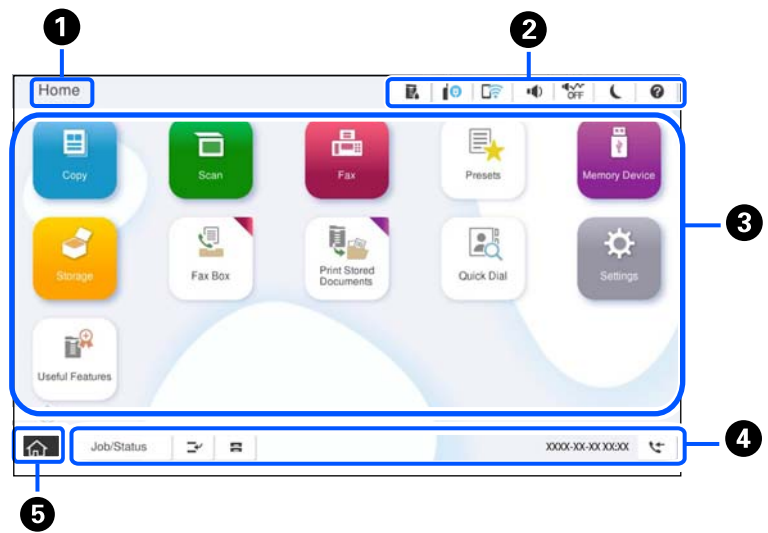 1
2
Home
OFF
?
Copy
Scan
Fax
Presets
Memory Device
3
Storage
Fax Box
Print Stored
Documents
Quick Dial
Settings
Useful Features
Job/Status
XXXX-XX-XX XX:XX
4
5